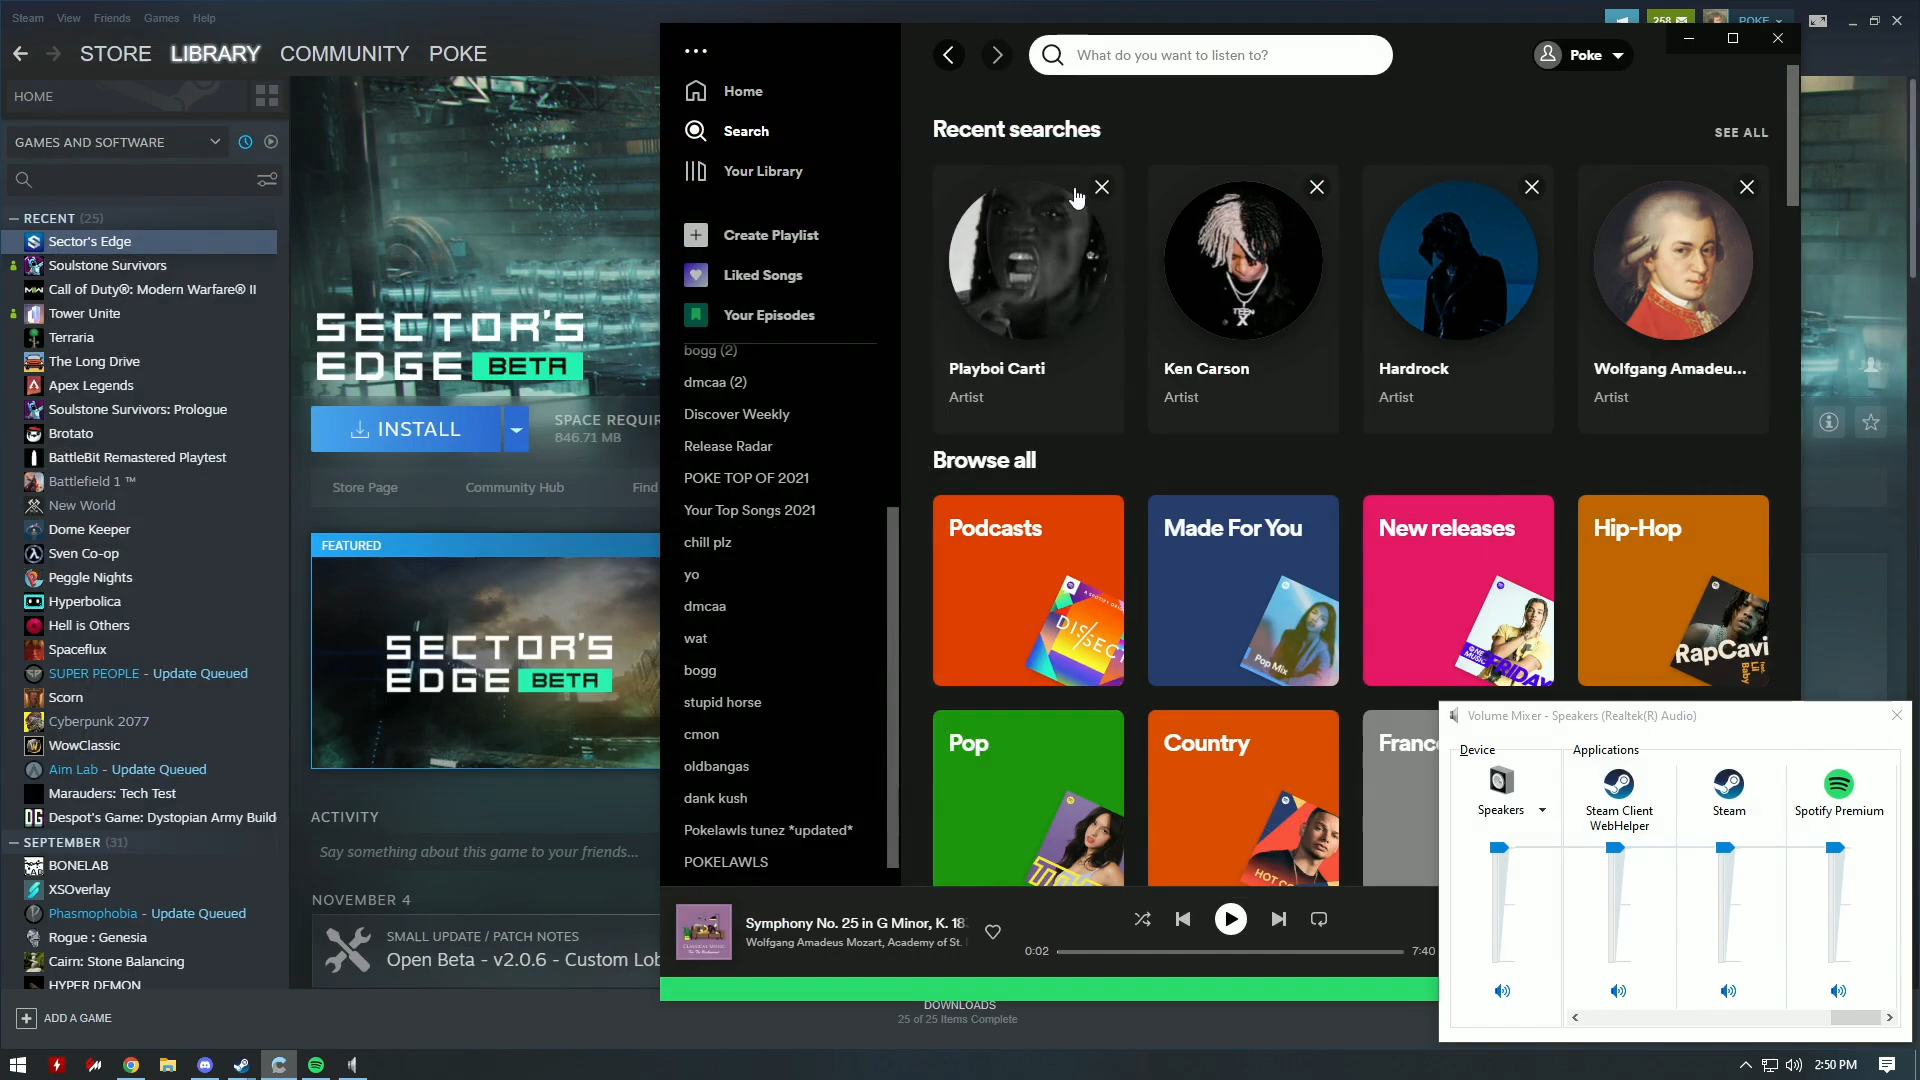 Steam View Friends Games Help
258
POKE
STORE LIBRARY COMMUNITY POKE
HOME
GAMES AND SOFTWARE
RECENT (25)
Sector's Edge
Soulstone Survivors
Call of Duty®: Modern Warfare® II
Tower Unite
Terraria
The Long Drive
Apex Legends
Soulstone Survivors: Prologue
Brotato
BattleBit Remastered Playtest
Battlefield 1 ™
New World
Dome Keeper
Sven Co-op
Peggle Nights
Hyperbolica
Hell is Others
Spaceflux
SUPER PEOPLE - Update Queued
Scorn
Cyberpunk 2077
WowClassic
Aim Lab - Update Queued
Marauders: Tech Test
Despot's Game: Dystopian Army Build
SEPTEMBER (31)
BONELAB
XSOverlay
Phasmophobia - Update Queued
Rogue : Genesia
Cairn: Stone Balancing
HYPER DEMON
ADD A GAME
SECTOR'S
EDGE BETA
INSTALL
SPACE REQUIR
846.71 MB
Store Page
Community Hub
Find
FEATURED
SECTOR'S
EDGE BETA
ACTIVITY
Say something about this game to your friends...
NOVEMBER 4
SMALL UPDATE / PATCH NOTES
Open Beta - v2.0.6 - Custom Lob
DOWNLOADS
25 of 25 Items Complete
Home
Search
Your Library
Create Playlist
Liked Songs
Your Episodes
bogg (2)
dmcaa (2)
Discover Weekly
Release Radar
POKE TOP OF 2021
Your Top Songs 2021
chill plz
yo
dmcaa
wat
bogg
stupid horse
cmon
oldbangas
dank kush
Pokelawls tunez *updated*
POKELAWLS
What do you want to listen to?
Poke
Recent searches
SEE ALL
Playboi Carti
Artist
Ken Carson
Artist
Hardrock
Artist
Wolfgang Amadeu...
Artist
Browse all
Podcasts
DISSECT
Made For You
Pop Mix
New releases
FRIDAY
Hip-Hop
RapCavi
Lil
Baby
Pop
Country
HOT CO
Franc
Symphony No. 25 in G Minor, K. 18
Wolfgang Amadeus Mozart, Academy of St.
0:02
7:40
Volume Mixer - Speakers (Realtek(R) Audio)
Device
Applications
Speakers
Steam Client
WebHelper
Steam
Spotify Premium
2:50 PM